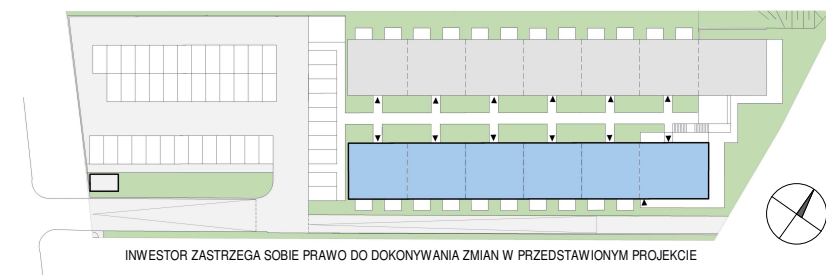 INWESTOR ZASTRZEGA SOBIE PRAWO DO DOKONYWANIA ZMIAN W PRZEDSTAWIONYM PROJEKCIE